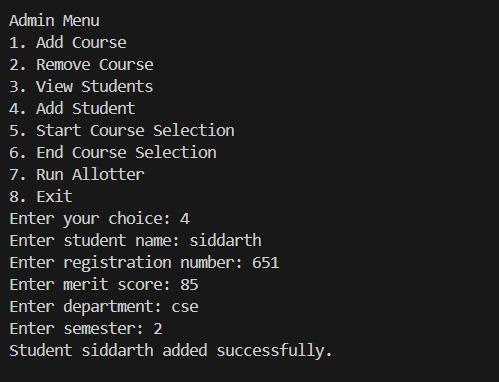 Admin Menu
1. Add Course
2. Remove Course
3. View Students
4. Add Student
5. Start Course Selection
6. End Course Selection
7. Run Allotter
8. Exit
Enter your choice: 4
Enter student name: siddarth
Enter registration number: 651
Enter merit score: 85
Enter department: cse
Enter semester: 2
Student siddarth added successfully.